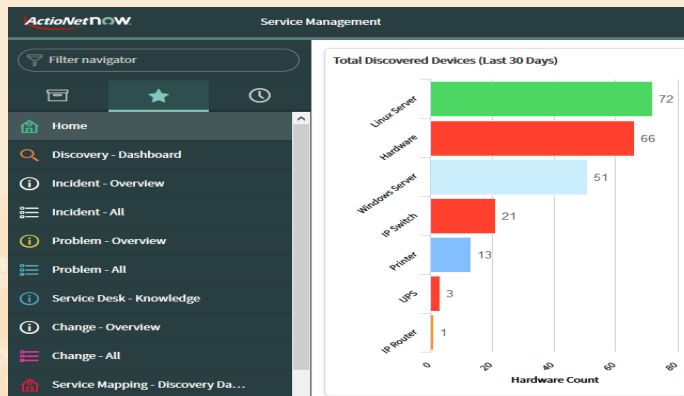 ActioNetNOW.
Service Management
Filter navigator
Home
Discovery - Dashboard
Incident - Overview
Incident - All
Problem - Overview
Problem - All
Service Desk - Knowledge
Change - Overview
Change - All
Service Mapping - Discovery Da...
Total Discovered Devices (Last 30 Days)
Linux Server 72
Hardware 66
Windows Server 51
IP Switch 21
Printer 13
UPS 3
IP Router 1
0 20 40 60 80
Hardware Count